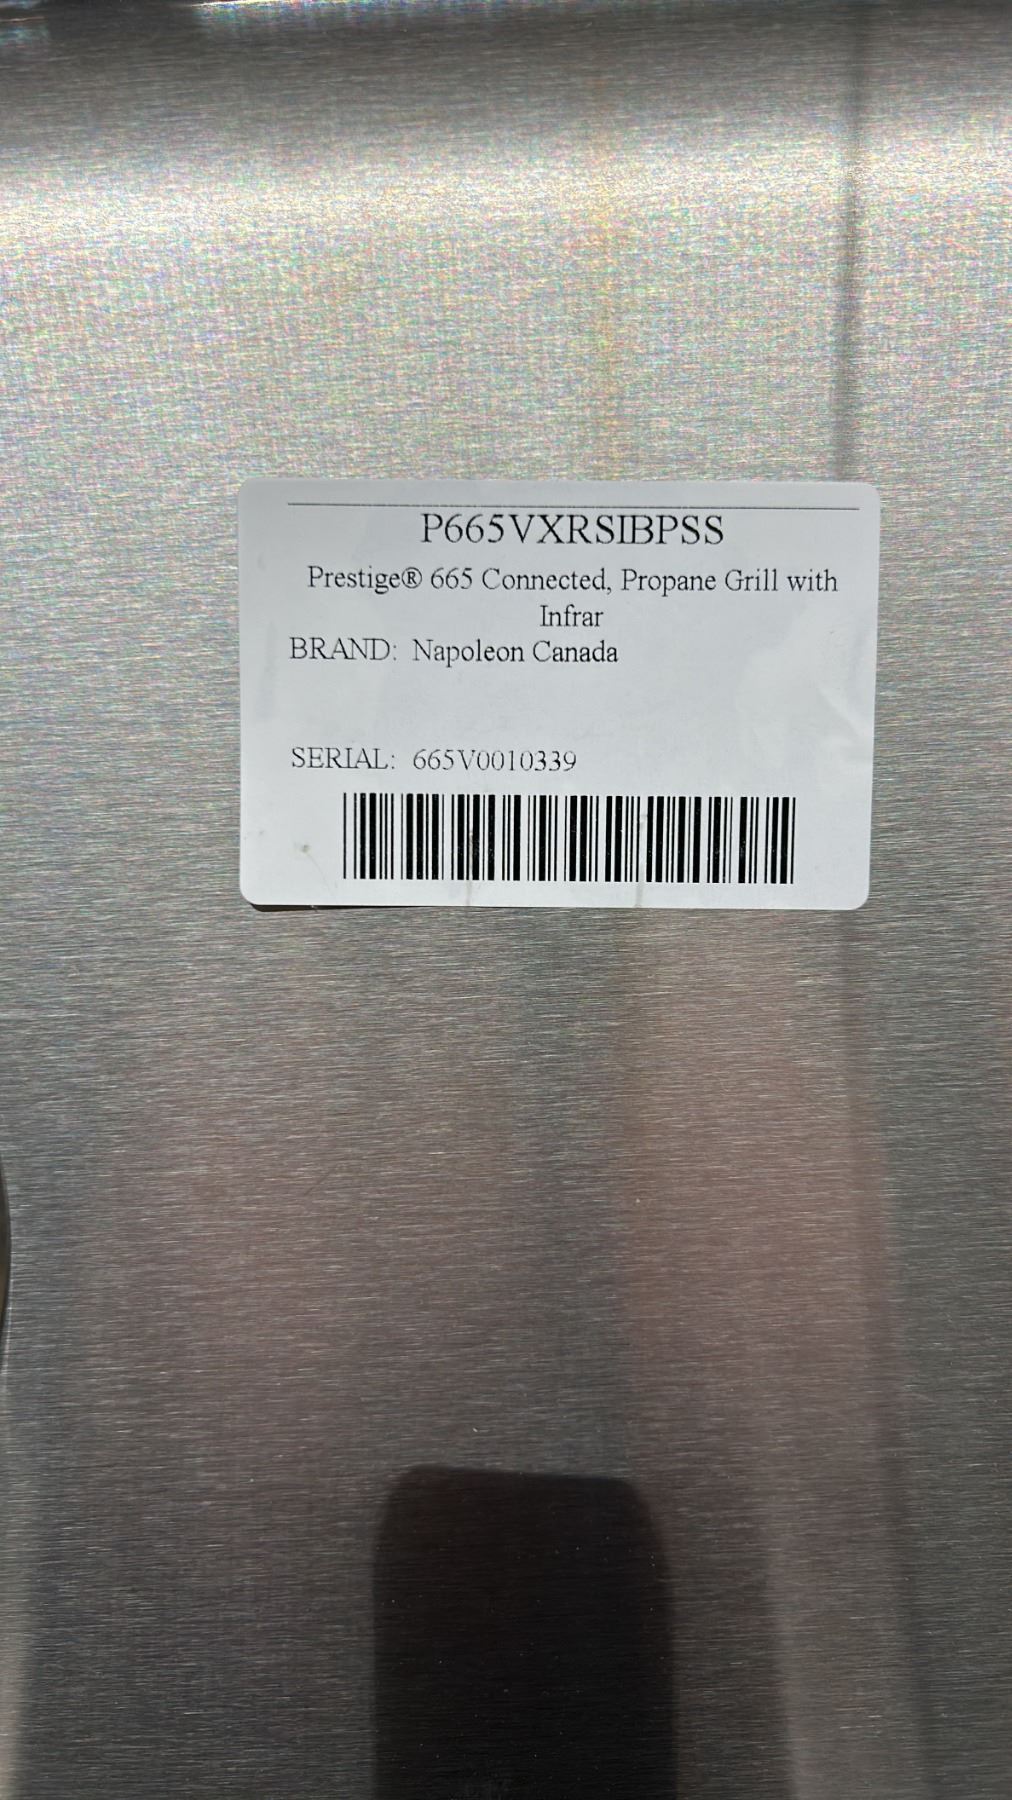 P665VXRSIBPSS
Prestige® 665 Connected, Propane Grill with
Infrar
BRAND: Napoleon Canada
SERIAL: 665V0010339